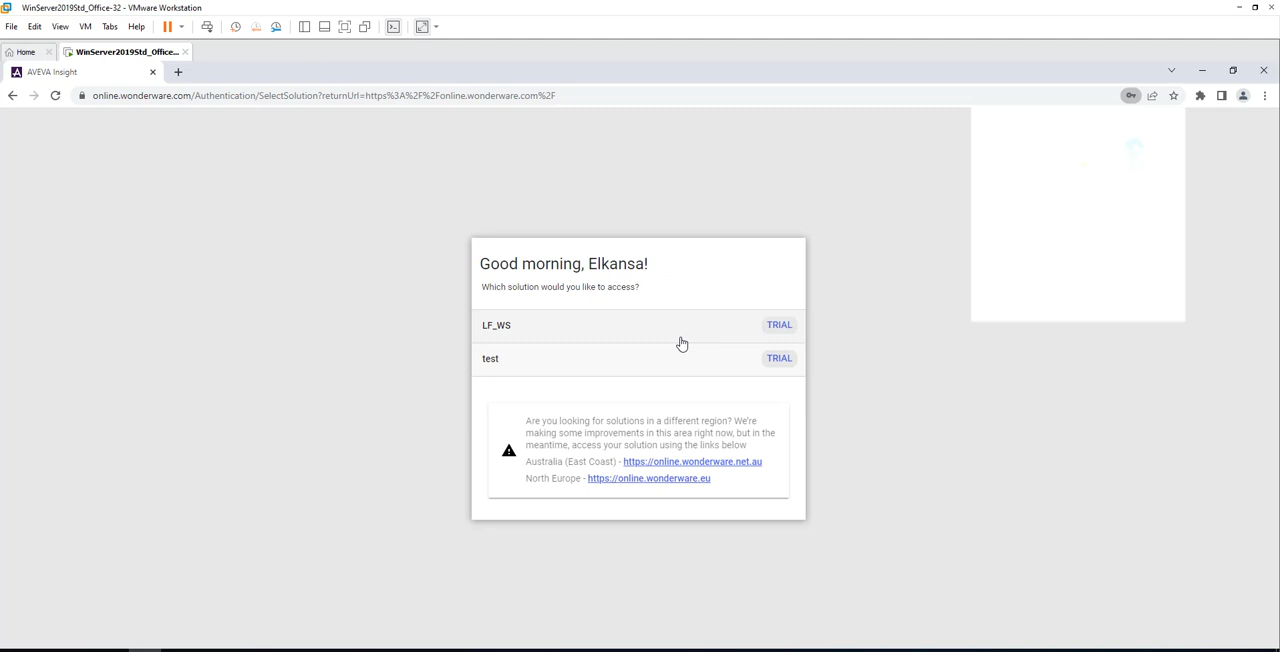 WinServer2019Std_Office-32 - VMware Workstation
File Edit View VM Tabs Help
Home WinServer2019Std_Office...
AVEVA Insight
online.wonderware.com/Authentication/SelectSolution?returnUrl=https%3A%2F%2Fonline.wonderware.com%2F
Good morning, Elkansa!
Which solution would you like to access?
LF_WS TRIAL
test TRIAL
Are you looking for solutions in a different region? We're
making some improvements in this area right now, but in the
meantime, access your solution using the links below
Australia (East Coast) - https://online.wonderware.net.au
North Europe - https://online.wonderware.eu